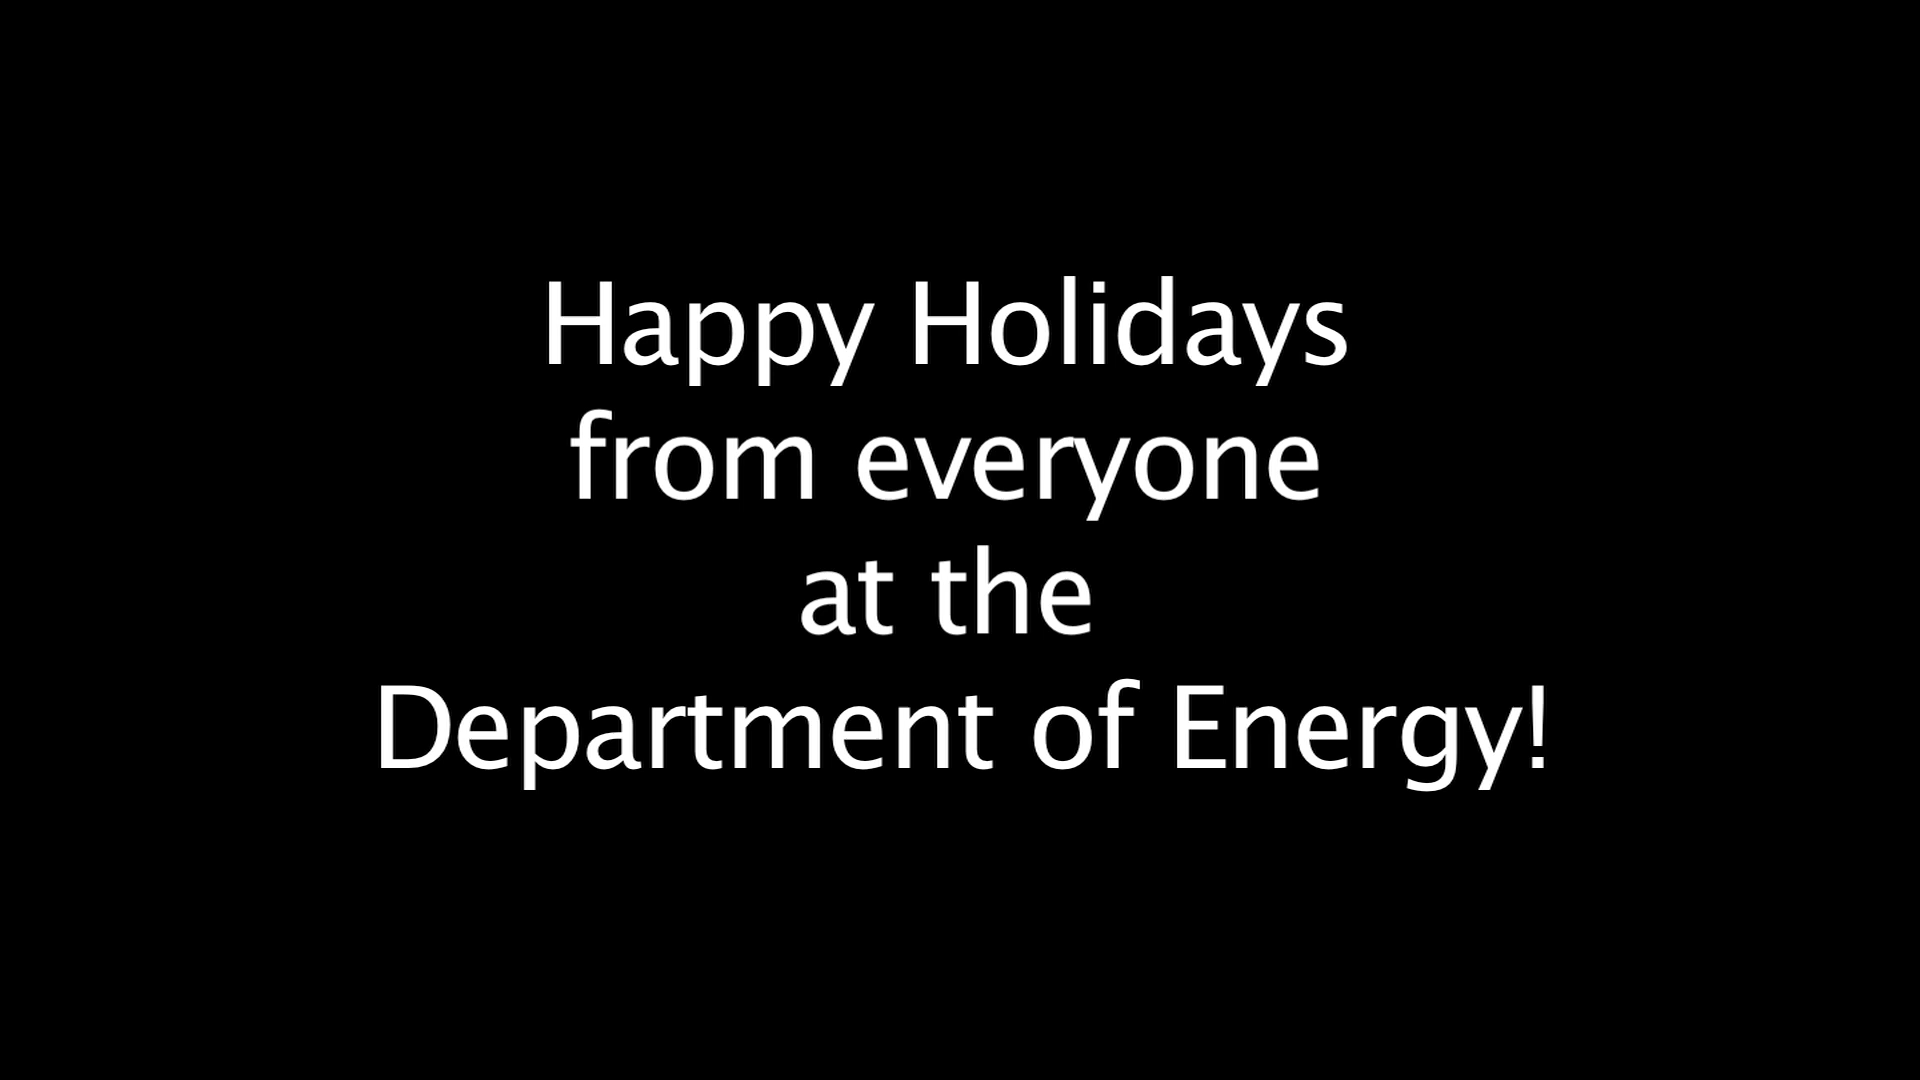 Happy Holidays
from everyone
at the
Department of Energy!